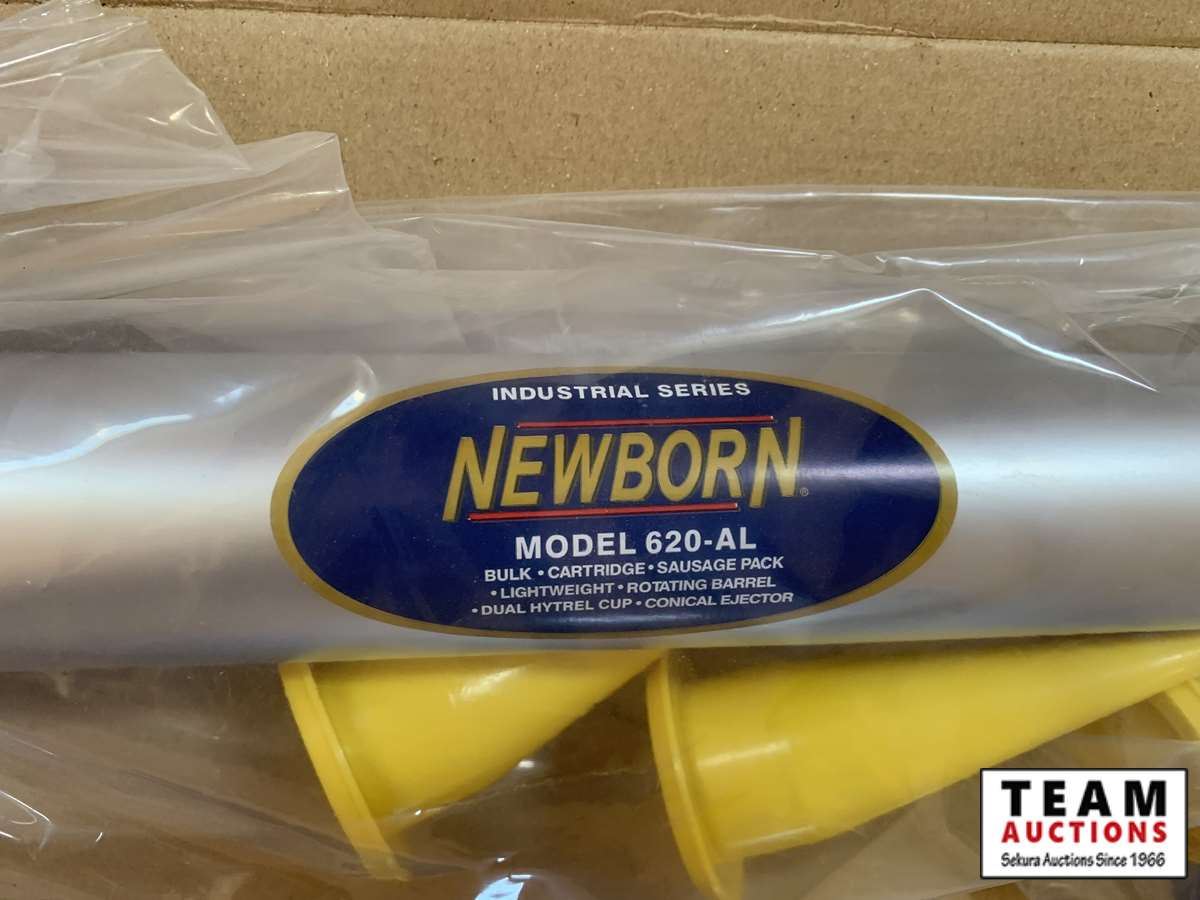 INDUSTRIAL SERIES
NEWBORN®
MODEL 620-AL
BULK • CARTRIDGE • SAUSAGE PACK
• LIGHTWEIGHT • ROTATING BARREL
• DUAL HYTREL CUP • CONICAL EJECTOR
TEAM
AUCTIONS
Sekura Auctions Since 1966